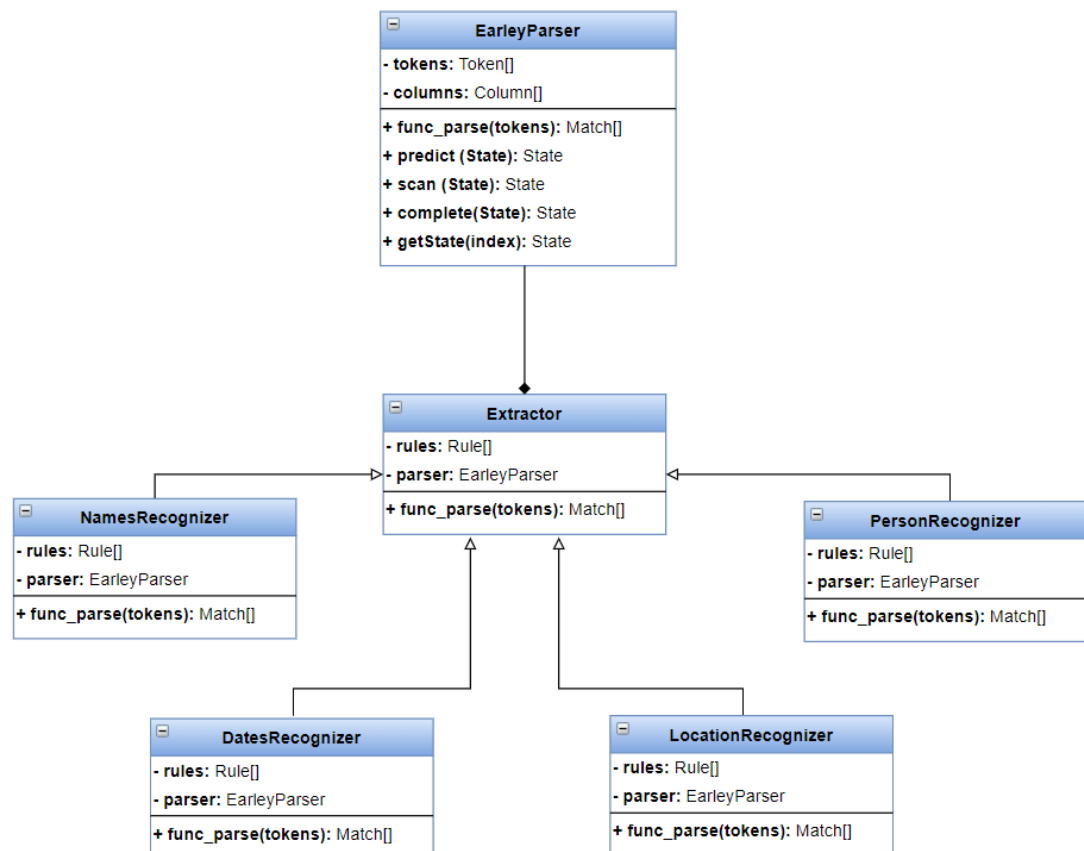 EarleyParser
- tokens: Token[]
- columns: Column[]
+ func_parse(tokens): Match[]
+ predict (State): State
+ scan (State): State
+ complete(State): State
+ getState(index): State
Extractor
- rules: Rule[]
- parser: EarleyParser
+ func_parse(tokens): Match[]
NamesRecognizer
- rules: Rule[]
- parser: EarleyParser
+ func_parse(tokens): Match[]
PersonRecognizer
- rules: Rule[]
- parser: EarleyParser
+ func_parse(tokens): Match[]
DatesRecognizer
- rules: Rule[]
- parser: EarleyParser
+ func_parse(tokens): Match[]
LocationRecognizer
- rules: Rule[]
- parser: EarleyParser
+ func_parse(tokens): Match[]